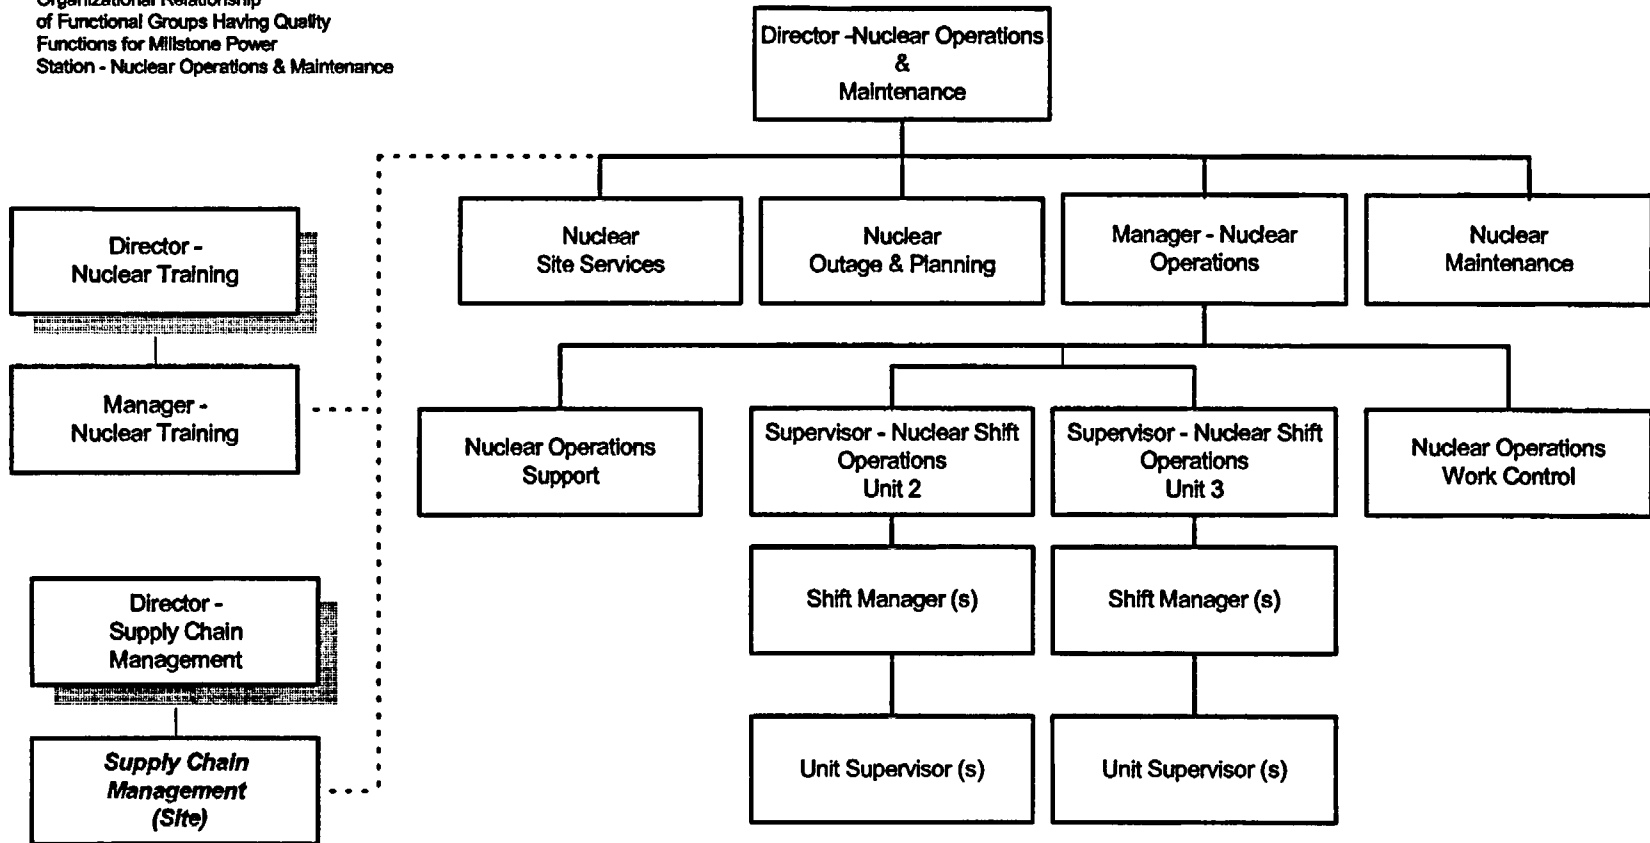 Organizational Relationship
of Functional Groups Having Quality
Functions for Millstone Power
Station - Nuclear Operations & Maintenance
Director -Nuclear Operations
&
Maintenance
Nuclear
Site Services
Nuclear
Outage & Planning
Manager - Nuclear
Operations
Nuclear
Maintenance
Director -
Nuclear Training
Manager -
Nuclear Training
Nuclear Operations
Support
Supervisor - Nuclear Shift
Operations
Unit 2
Supervisor - Nuclear Shift
Operations
Unit 3
Nuclear Operations
Work Control
Shift Manager (s)
Shift Manager (s)
Unit Supervisor (s)
Unit Supervisor (s)
Director -
Supply Chain
Management
Supply Chain
Management
(Site)